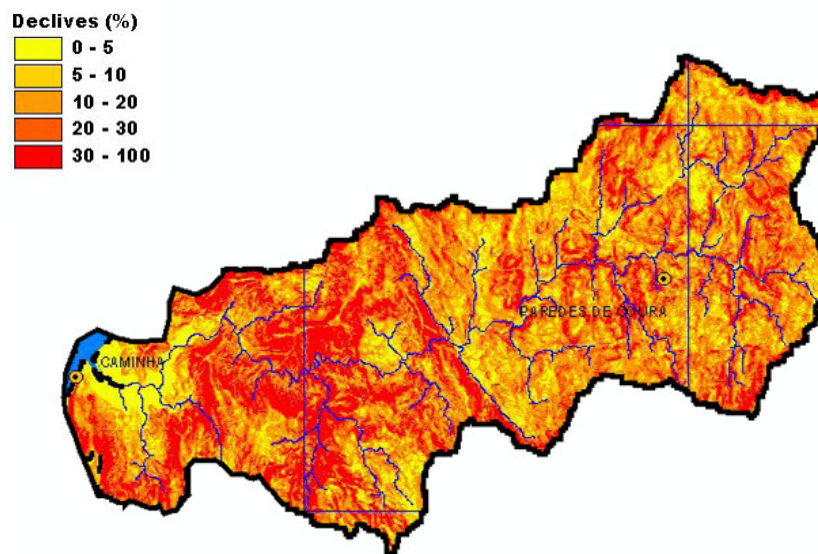 Declives (%)
0 - 5
5 - 10
10 - 20
20 - 30
30 - 100
CAMINHA
PAREDES DE COURA